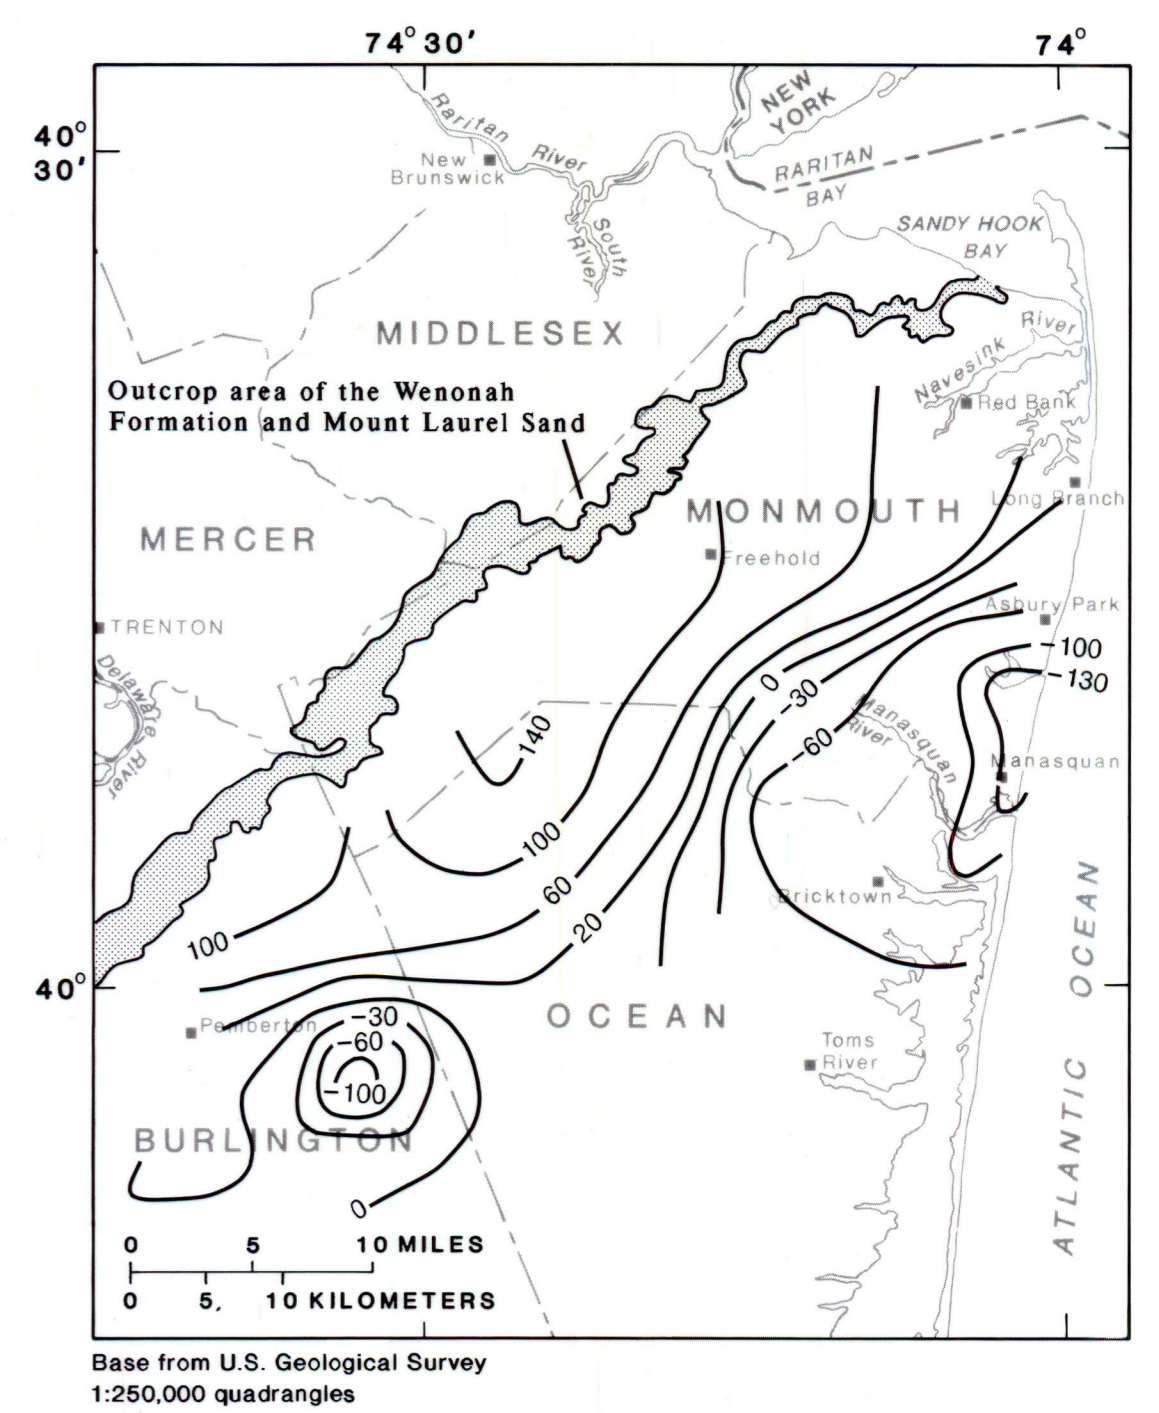 74° 30′
74°
40°
30′
NEW
YORK
Raritan
River
New
Brunswick
RARITAN
BAY
South
River
SANDY HOOK
BAY
MIDDLESEX
River
Navesink
Red Bank
Outcrop area of the Wenonah
Formation and Mount Laurel Sand
Long Branch
MONMOUTH
MERCER
Freehold
Asbury Park
TRENTON
-100
-130
0
-30
Delaware
River
Manasquan
River
140
-60
Manasquan
100
60
Bricktown
20
100
40°
OCEAN
Pemberton
-30
-60
-100
Toms
River
BURLINGTON
0
ATLANTIC OCEAN
0 5 10 MILES
0 5, 10 KILOMETERS
Base from U.S. Geological Survey
1:250,000 quadrangles